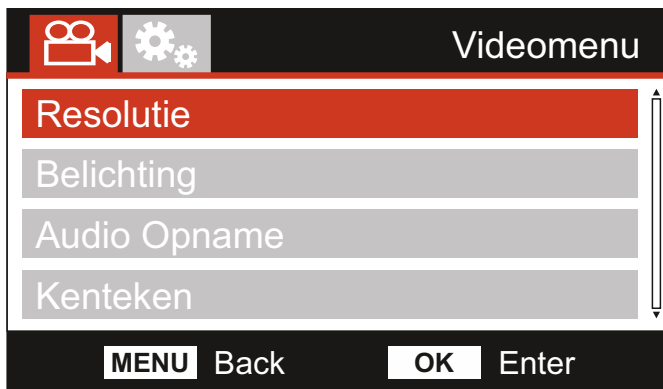 Videomenu
Resolutie
Belichting
Audio Opname
Kenteken
MENU Back OK Enter